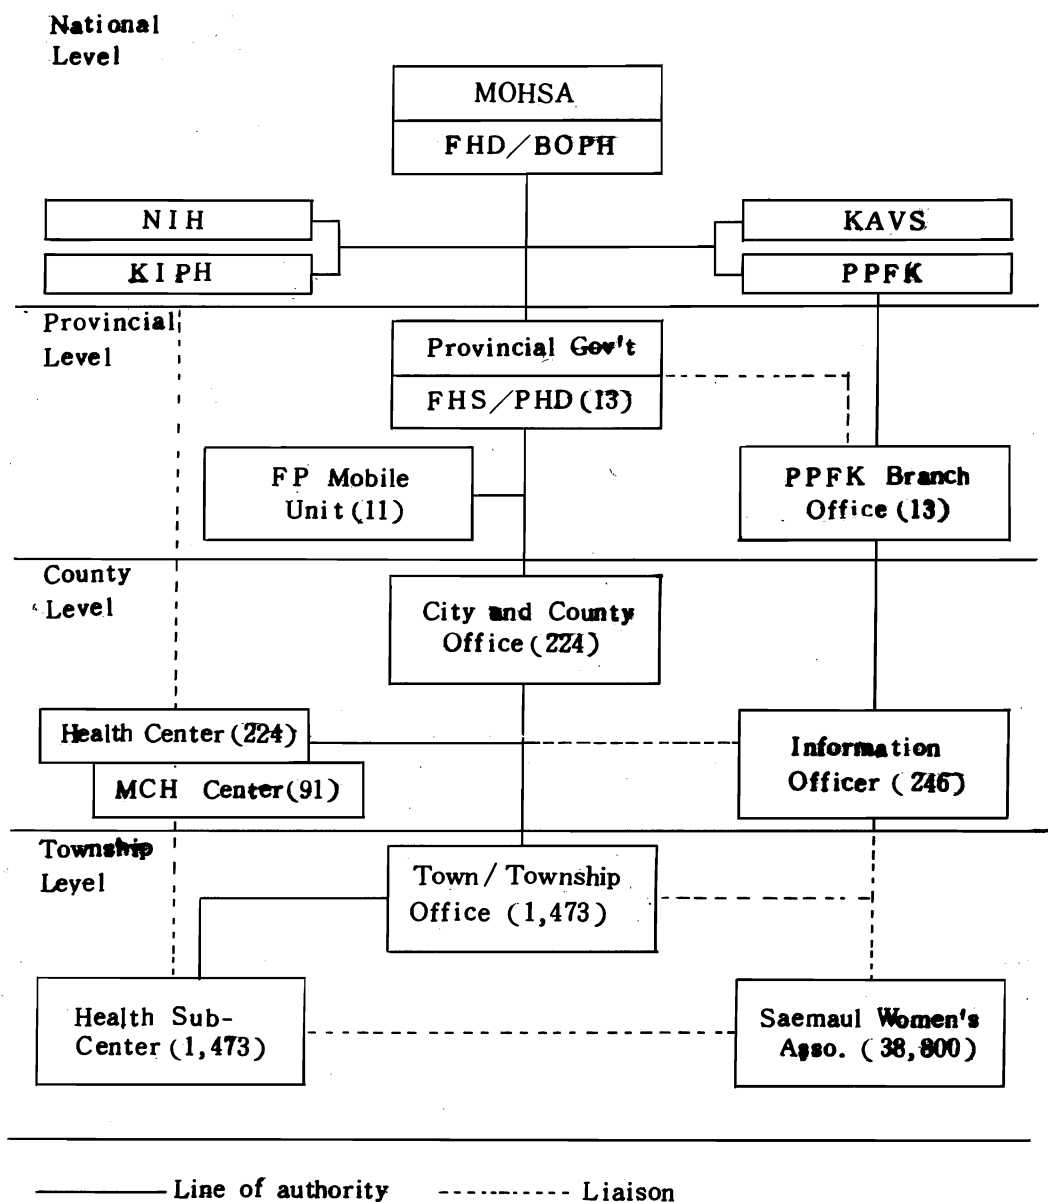 National
Level
MOHSA
FHD/BOPH
NIH
KIPH
KAVS
PPFK
Provincial
Level
Provincial Gov't
FHS/PHD(13)
FP Mobile
Unit(11)
PPFK Branch
Office(13)
County
Level
City and County
Office(224)
Health Center(224)
MCH Center(91)
Information
Officer(246)
Township
Level
Town/Township
Office (1,473)
Health Sub-
Center(1,473)
Saemaul Women's
Asso. (38,800)
Line of authority
Liaison